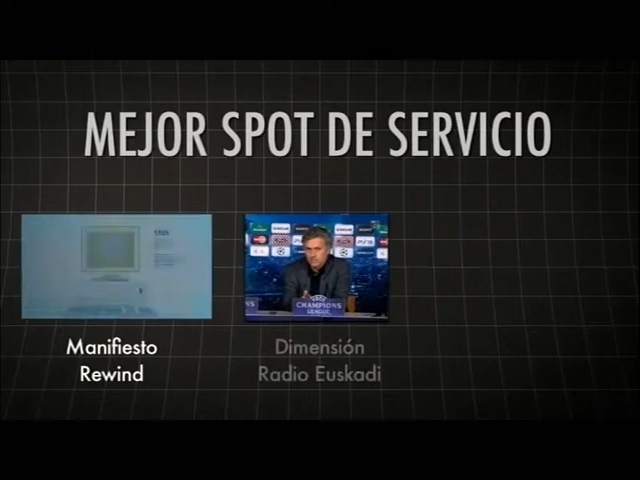 MEJOR SPOT DE SERVICIO
CHAMPIONS
LEAGUE
Manifiesto
Rewind
Dimensión
Radio Euskadi